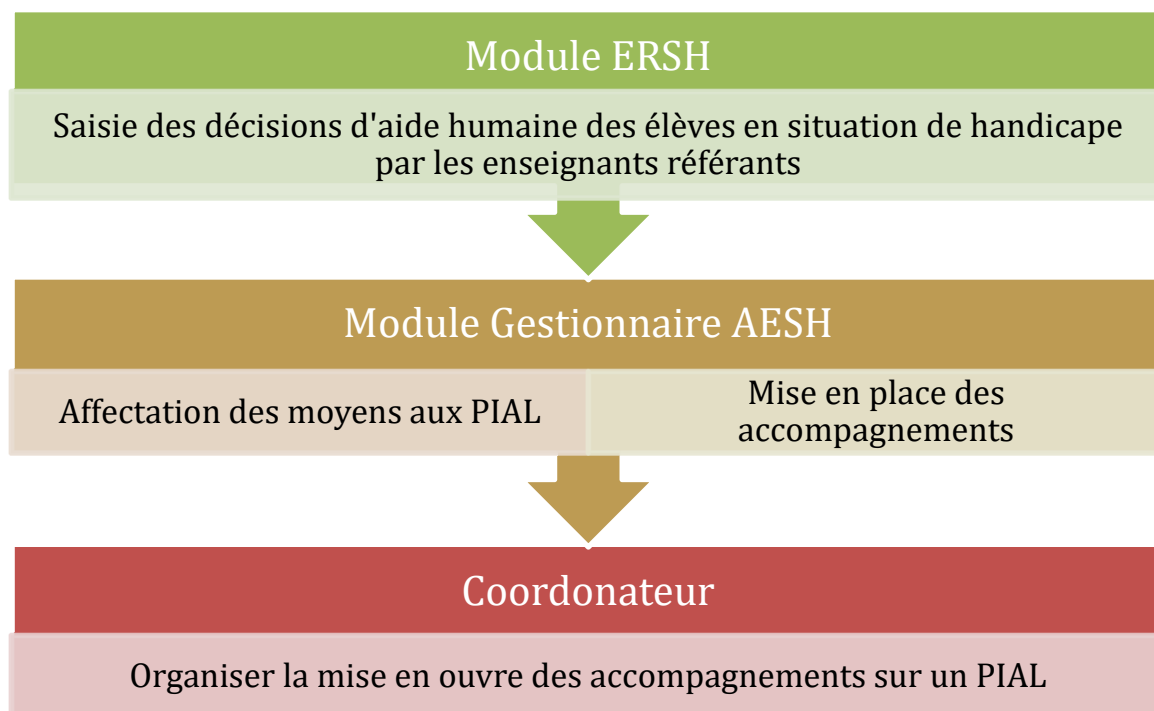 Module ERSH
Saisie des décisions d'aide humaine des élèves en situation de handicape
par les enseignants référants
Module Gestionnaire AESH
Affectation des moyens aux PIAL
Mise en place des
accompagnements
Coordonateur
Organiser la mise en ouvre des accompagnements sur un PIAL